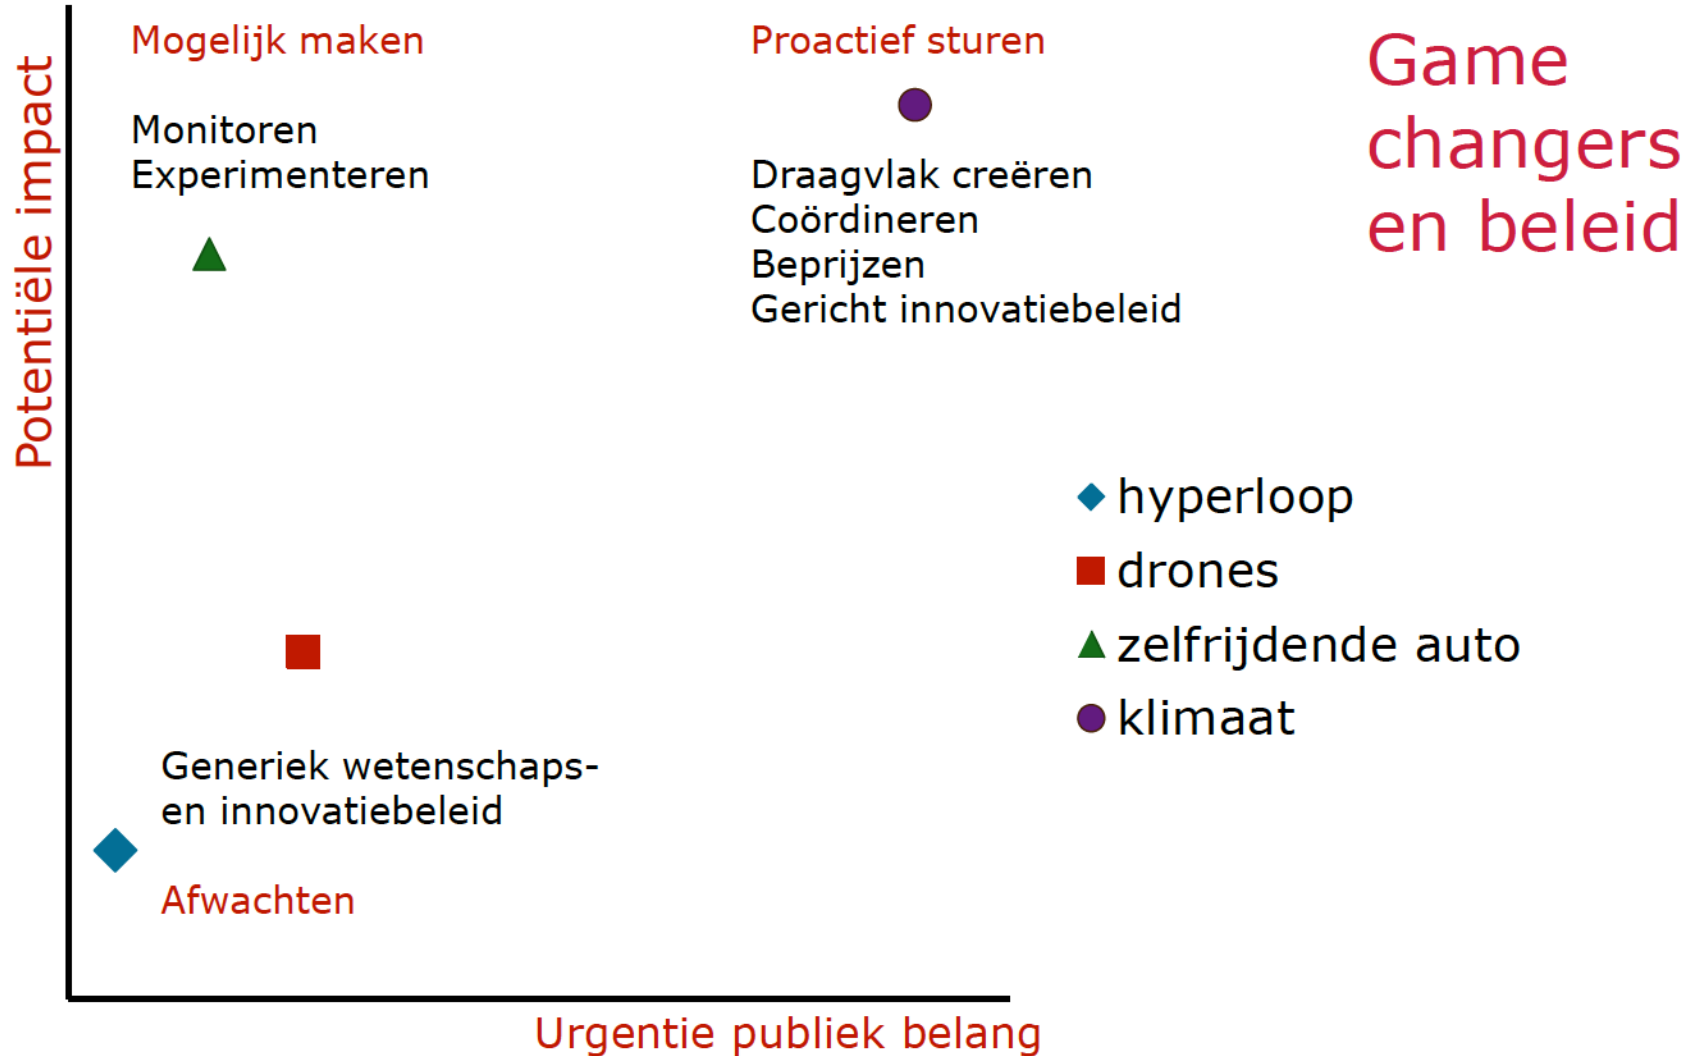 Mogelijk maken
Monitoren
Experimenteren
Proactief sturen
Draagvlak creëren
Coördineren
Beprijzen
Gericht innovatiebeleid
Game
changers
en beleid
Potentiële impact
hyperloop
drones
zelfrijdende auto
klimaat
Generiek wetenschaps-
en innovatiebeleid
Afwachten
Urgentie publiek belang